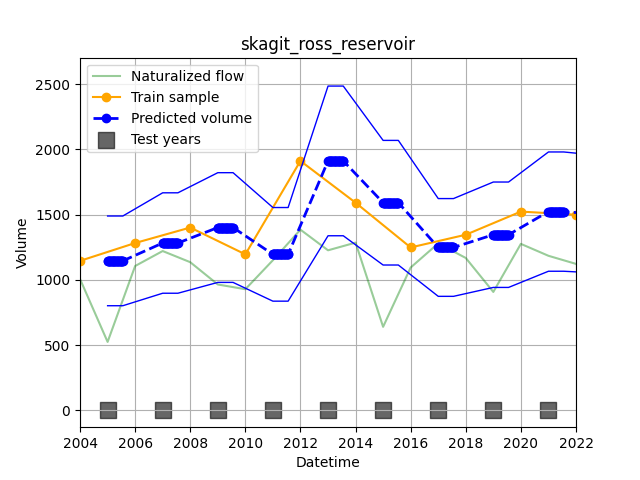 skagit_ross_reservoir
Naturalized flow
Train sample
Predicted volume
Test years
2500
2000
1500
1000
500
0
Volume
2004 2006 2008 2010 2012 2014 2016 2018 2020 2022
Datetime